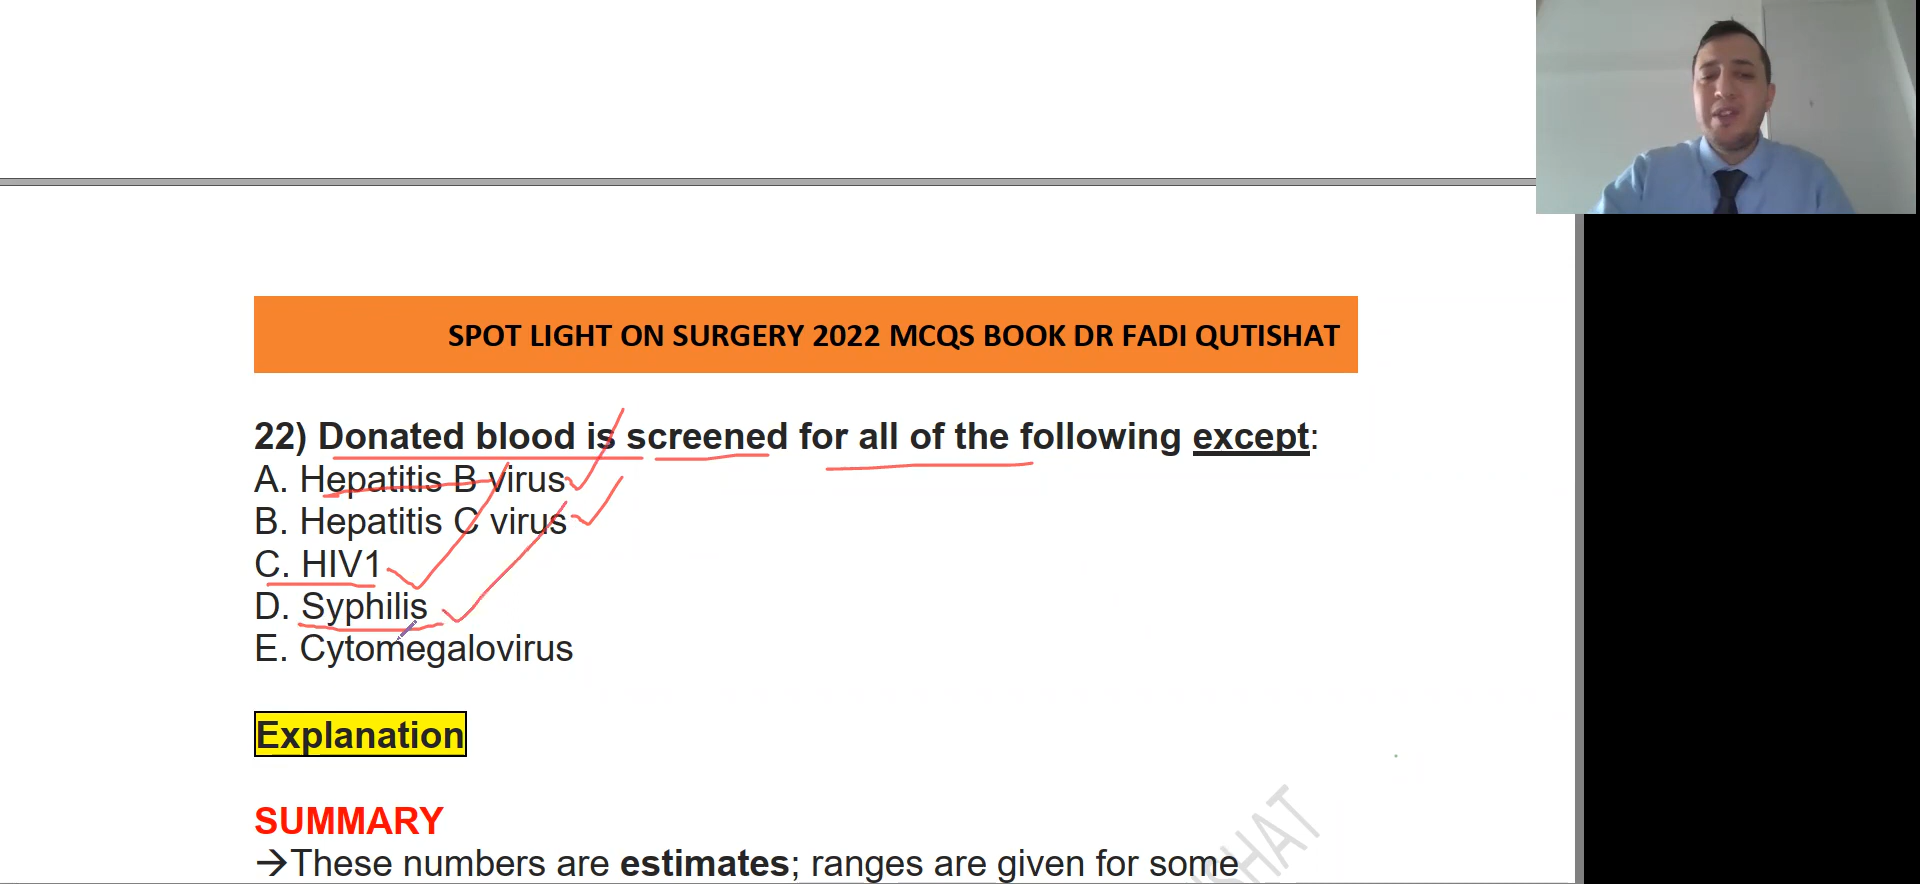 SPOT LIGHT ON SURGERY 2022 MCQS BOOK DR FADI QUTISHAT
22) Donated blood is screened for all of the following except:
A. Hepatitis B virus
B. Hepatitis C virus
C. HIV1
D. Syphilis
E. Cytomegalovirus
Explanation
SUMMARY
→These numbers are estimates; ranges are given for some